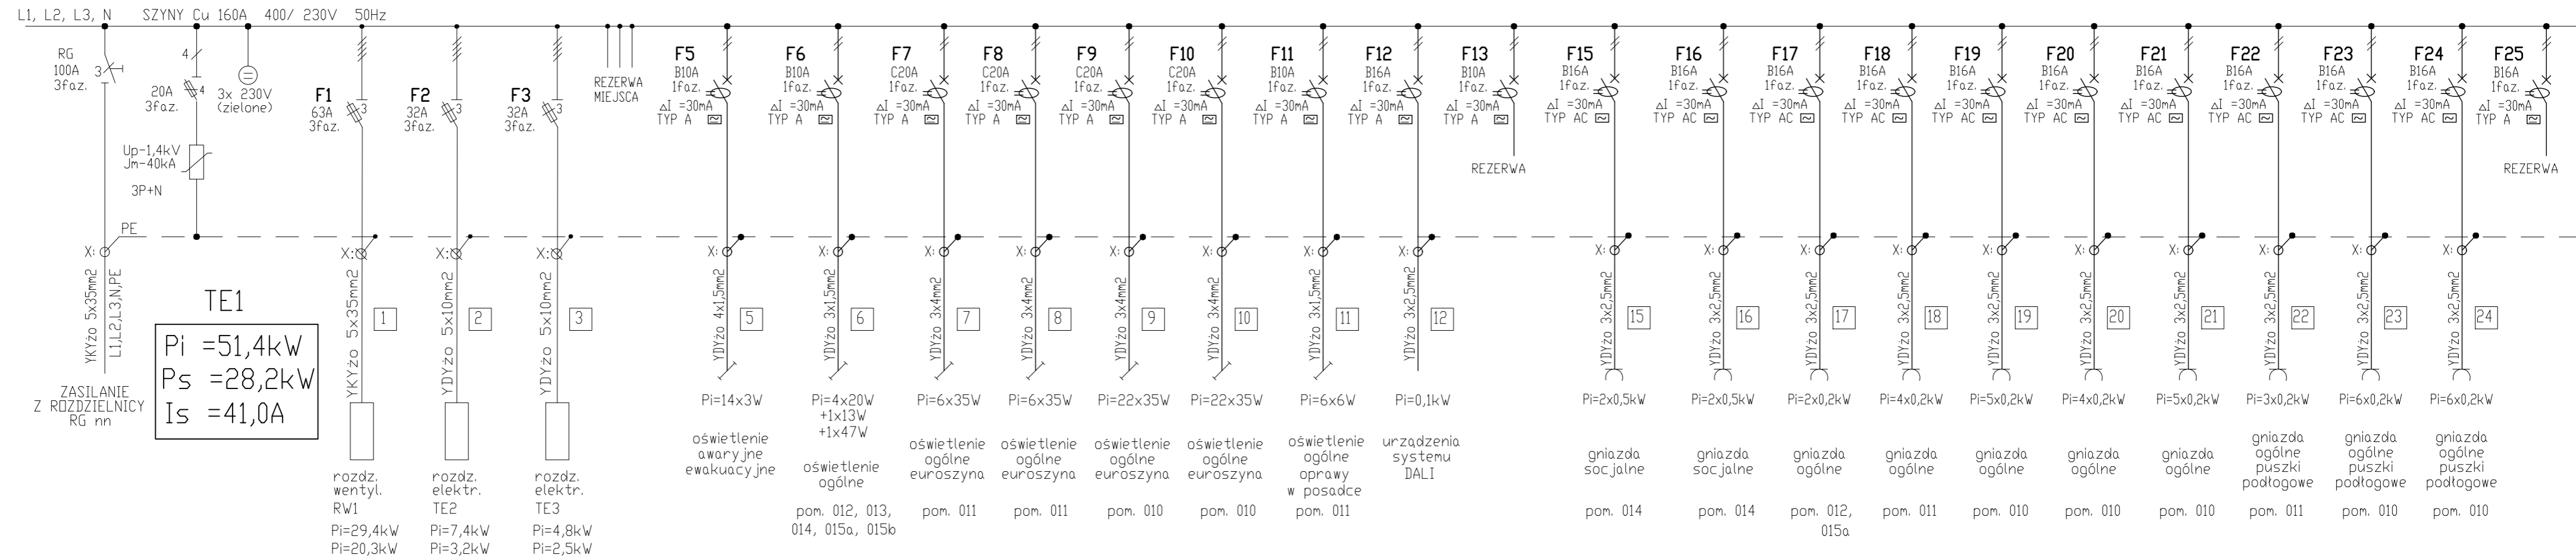 L1, L2, L3, N SZYNY Cu 160A 400/ 230V 50Hz
RG
100A
3faz.
3
4
20A
3faz.
4
3x 230V
(zielone)
Up-1,4kV
Jm-40kA
3P+N
PE
X:
YKYżo 5x35mm2
L1,L2,L3,N,PE
ZASILANIE
Z ROZDZIELNICY
RG nn
TE1
Pi =51,4kW
Ps =28,2kW
Is =41,0A
F1
63A
3faz.
3
X:
YKYżo 5x35mm2
1
rozdz.
wentyl.
RW1
Pi=29,4kW
Pi=20,3kW
F2
32A
3faz.
3
X:
YDYżo 5x10mm2
2
rozdz.
elektr.
TE2
Pi=7,4kW
Pi=3,2kW
F3
32A
3faz.
3
X:
YDYżo 5x10mm2
3
rozdz.
elektr.
TE3
Pi=4,8kW
Pi=2,5kW
REZERWA
MIEJSCA
F5
B10A
1faz.
ΔI =30mA
TYP A
X:
YDYżo 4x1,5mm2
5
Pi=14x3W
oświetlenie
awaryjne
ewakuacyjne
F6
B10A
1faz.
ΔI =30mA
TYP A
X:
YDYżo 3x1,5mm2
6
Pi=4x20W
+1x13W
+1x47W
oświetlenie
ogólne
pom. 012, 013,
014, 015a, 015b
F7
C20A
1faz.
ΔI =30mA
TYP A
X:
YDYżo 3x4mm2
7
Pi=6x35W
oświetlenie
ogólne
euroszyna
pom. 011
F8
C20A
1faz.
ΔI =30mA
TYP A
X:
YDYżo 3x4mm2
8
Pi=6x35W
oświetlenie
ogólne
euroszyna
pom. 011
F9
C20A
1faz.
ΔI =30mA
TYP A
X:
YDYżo 3x4mm2
9
Pi=22x35W
oświetlenie
ogólne
euroszyna
pom. 010
F10
C20A
1faz.
ΔI =30mA
TYP A
X:
YDYżo 3x4mm2
10
Pi=22x35W
oświetlenie
ogólne
euroszyna
pom. 010
F11
B10A
1faz.
ΔI =30mA
TYP A
X:
YDYżo 3x1,5mm2
11
Pi=6x6W
oświetlenie
ogólne
oprawy
w posadce
pom. 011
F12
B16A
1faz.
ΔI =30mA
TYP A
X:
YDYżo 3x2,5mm2
12
Pi=0,1kW
urządzenia
systemu
DALI
F13
B10A
1faz.
ΔI =30mA
TYP A
REZERWA
F15
B16A
1faz.
ΔI =30mA
TYP AC
X:
YDYżo 3x2,5mm2
15
Pi=2x0,5kW
gniazda
socjalne
pom. 014
F16
B16A
1faz.
ΔI =30mA
TYP AC
X:
YDYżo 3x2,5mm2
16
Pi=2x0,5kW
gniazda
socjalne
pom. 014
F17
B16A
1faz.
ΔI =30mA
TYP AC
X:
YDYżo 3x2,5mm2
17
Pi=2x0,2kW
gniazda
ogólne
pom. 012,
015a
F18
B16A
1faz.
ΔI =30mA
TYP AC
X:
YDYżo 3x2,5mm2
18
Pi=4x0,2kW
gniazda
ogólne
pom. 011
F19
B16A
1faz.
ΔI =30mA
TYP AC
X:
YDYżo 3x2,5mm2
19
Pi=5x0,2kW
gniazda
ogólne
pom. 010
F20
B16A
1faz.
ΔI =30mA
TYP AC
X:
YDYżo 3x2,5mm2
20
Pi=4x0,2kW
gniazda
ogólne
pom. 010
F21
B16A
1faz.
ΔI =30mA
TYP AC
X:
YDYżo 3x2,5mm2
21
Pi=5x0,2kW
gniazda
ogólne
pom. 010
F22
B16A
1faz.
ΔI =30mA
TYP AC
X:
YDYżo 3x2,5mm2
22
Pi=3x0,2kW
gniazda
ogólne
puszki
podłogowe
pom. 011
F23
B16A
1faz.
ΔI =30mA
TYP AC
X:
YDYżo 3x2,5mm2
23
Pi=6x0,2kW
gniazda
ogólne
puszki
podłogowe
pom. 010
F24
B16A
1faz.
ΔI =30mA
TYP AC
X:
YDYżo 3x2,5mm2
24
Pi=6x0,2kW
gniazda
ogólne
puszki
podłogowe
pom. 010
F25
B16A
1faz.
ΔI =30mA
TYP A
REZERWA